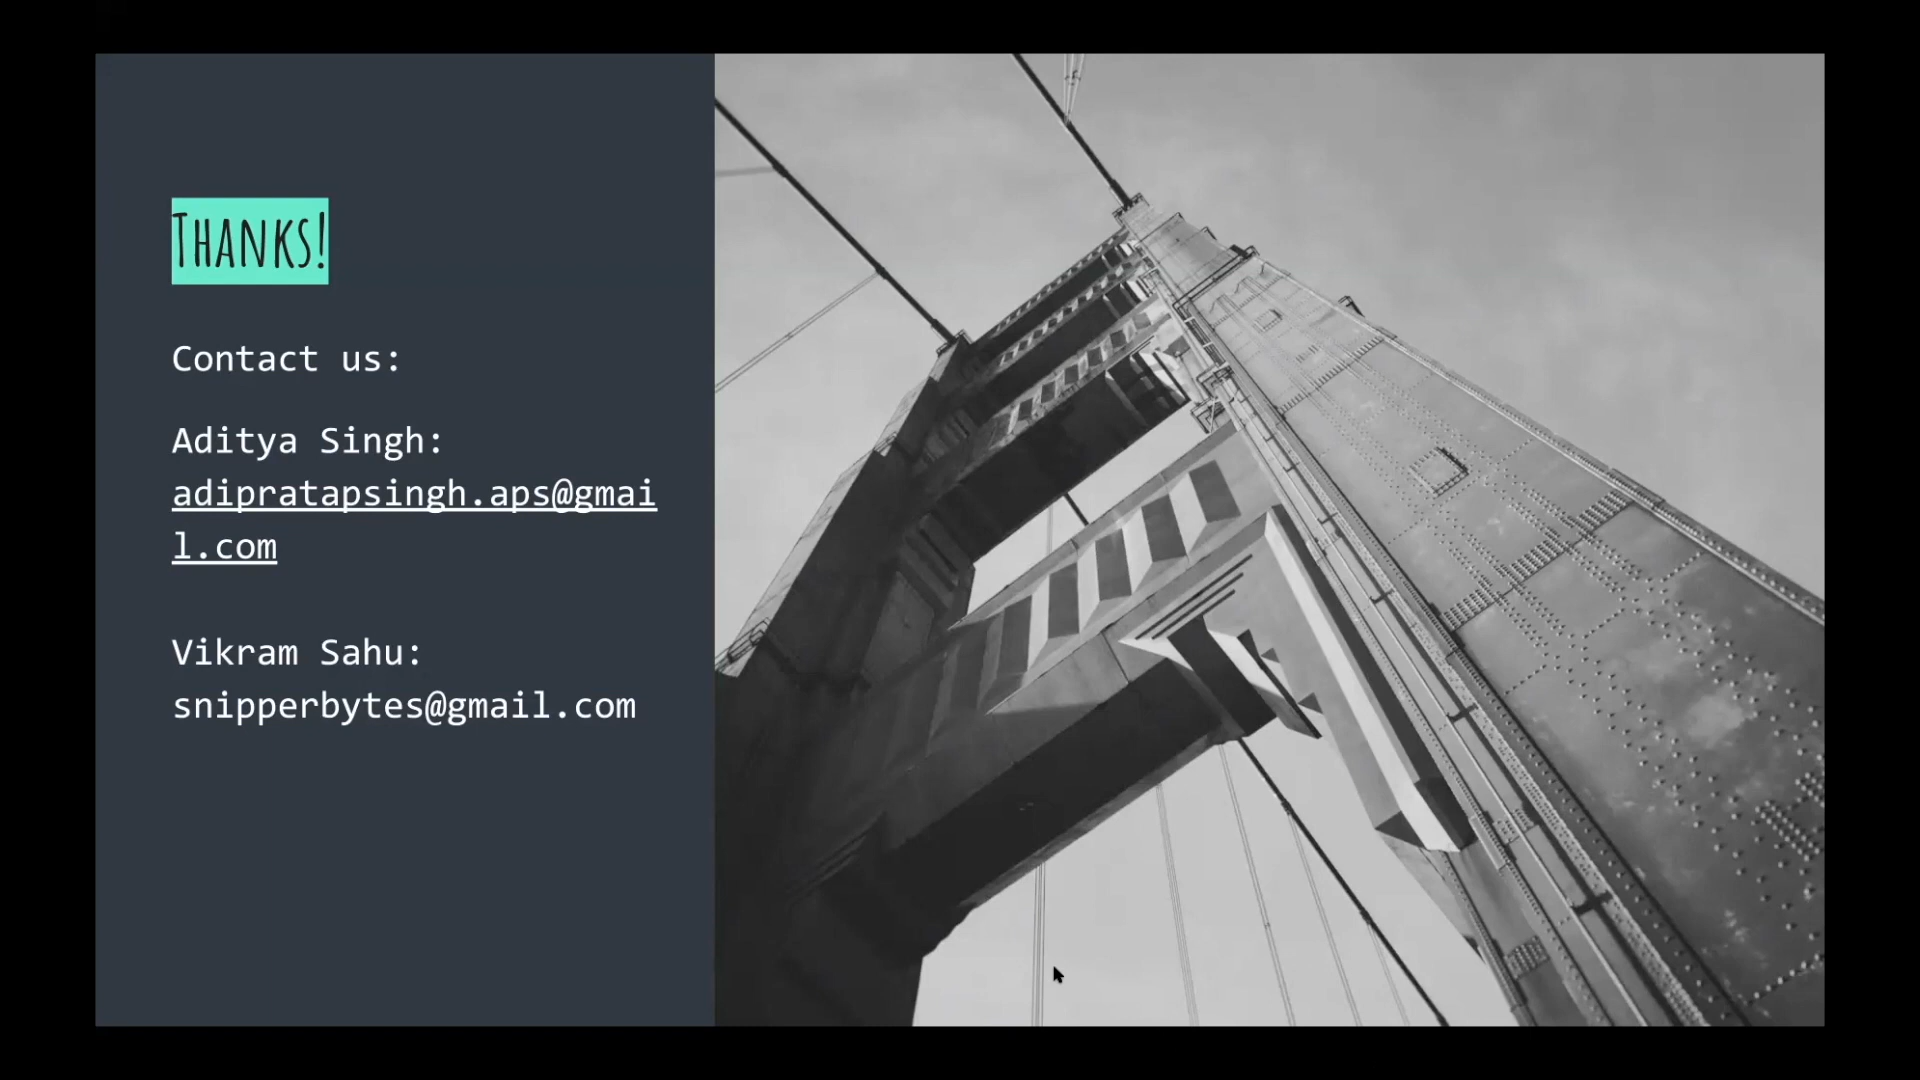 THANKS!
Contact us:
Aditya Singh:
adipratapsingh.aps@gmai
l.com
Vikram Sahu:
snipperbytes@gmail.com